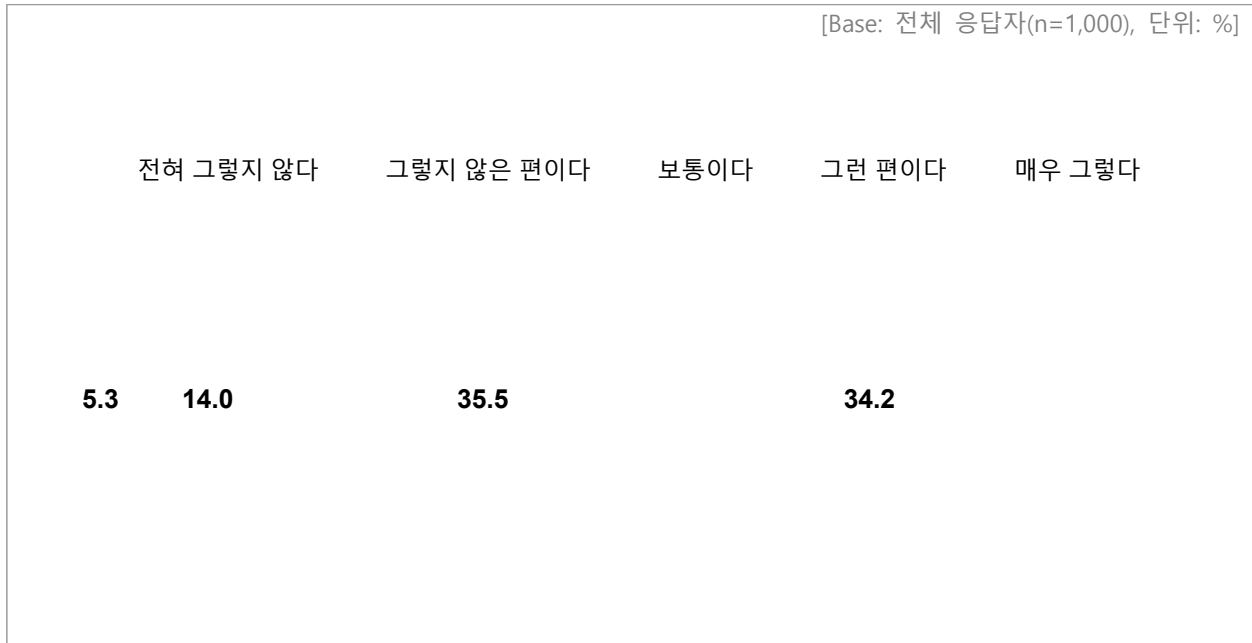 [Base: 전체 응답자(n=1,000), 단위: %]
전혀 그렇지 않다 그렇지 않은 편이다 보통이다 그런 편이다 매우 그렇다
5.3 14.0 35.5 34.2